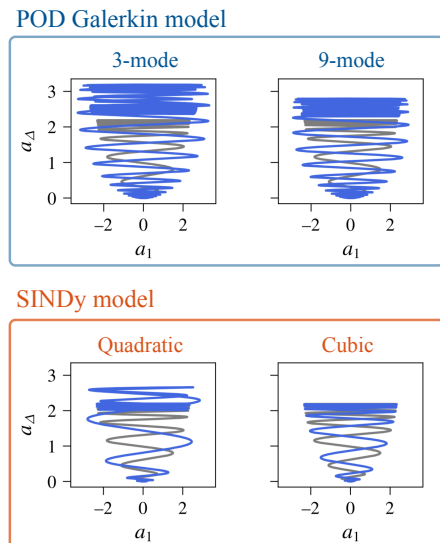 POD Galerkin model
3-mode 9-mode
3
2
1
0
a_Δ
−2 0 2 −2 0 2
a_1 a_1
SINDy model
Quadratic Cubic
3
2
1
0
a_Δ
−2 0 2 −2 0 2
a_1 a_1